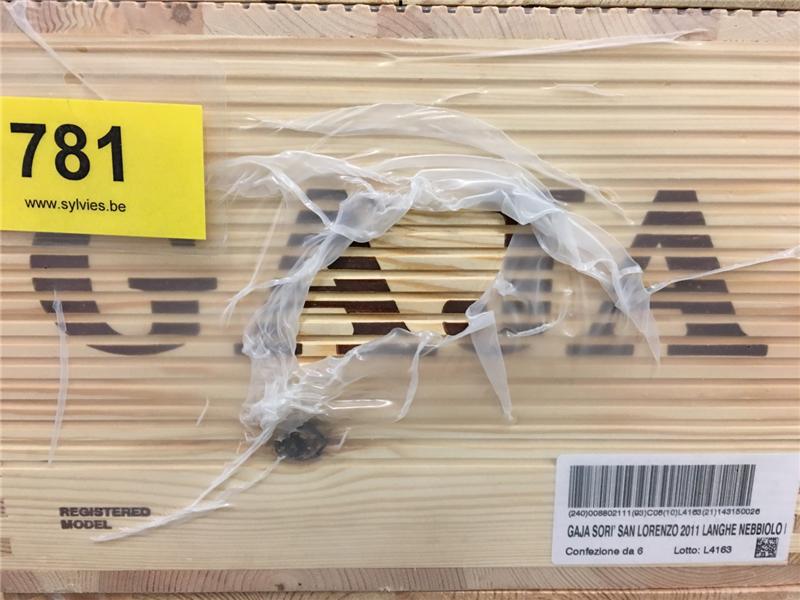 781
www.sylvies.be
GAJA
REGISTERED
MODEL
(240)008802111(93)C06(10)L4163(21)143150026
GAJA SORI' SAN LORENZO 2011 LANGHE NEBBIOLO
Confezione da 6 Lotto: L4163